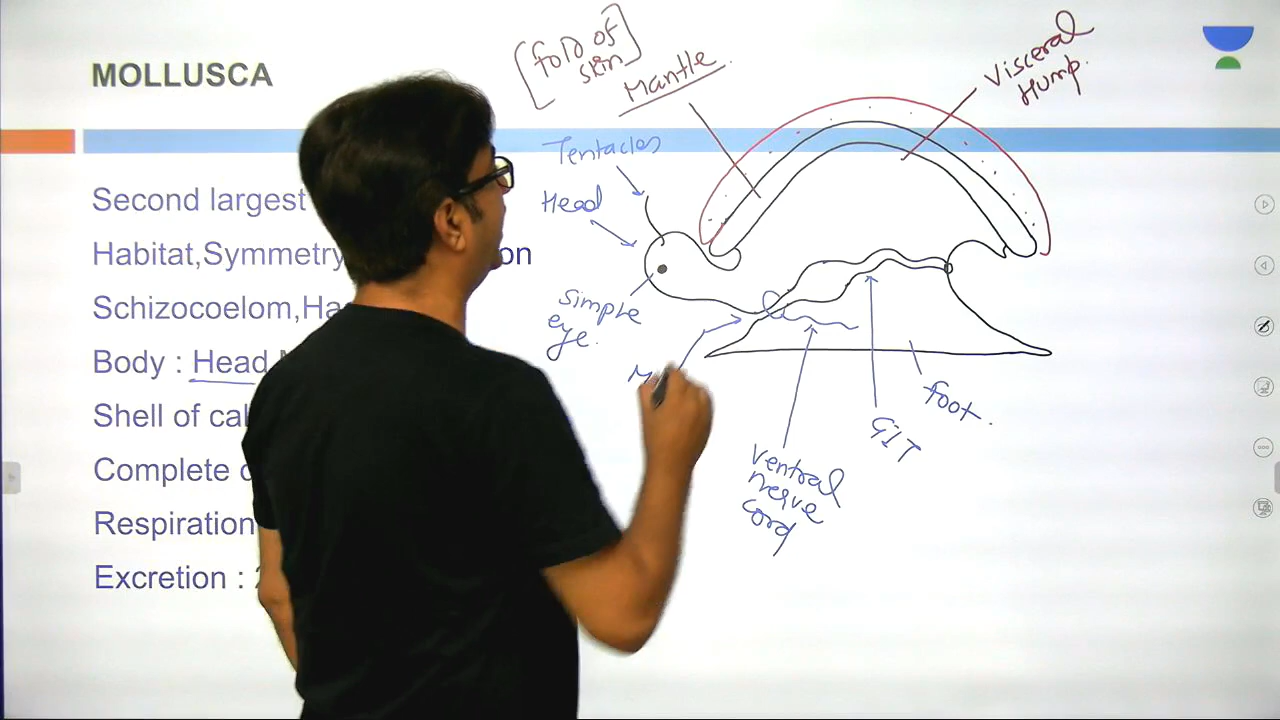 MOLLUSCA
Second largest
Habitat,Symmetry
on
Schizocoelom,Ha
Body : Head
Shell of cal
Complete
Respiration
Excretion :
[fold of
skin]
Mantle
Visceral
Hump.
Tentacles
Head
simple
eye.
M
ventral
nerve
cord
GIT
foot.